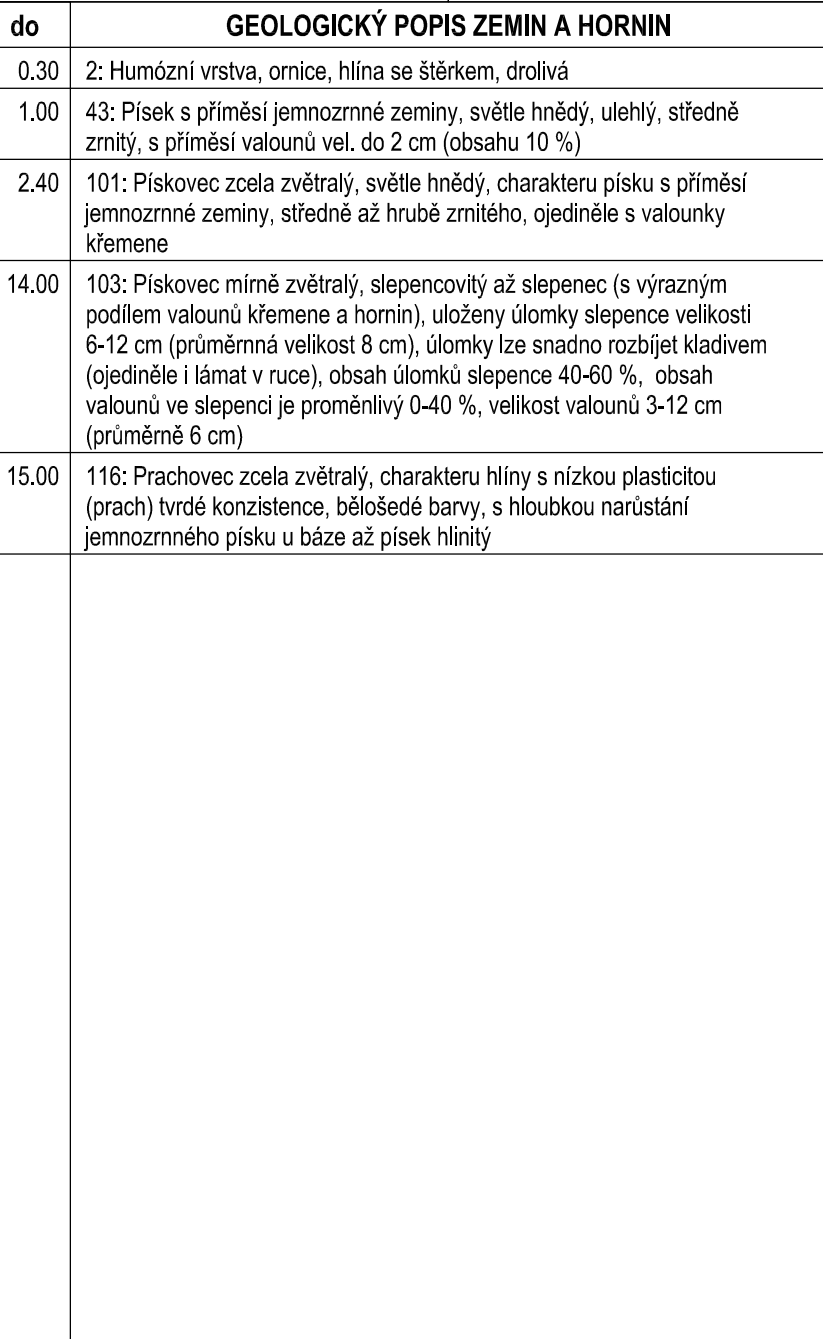 do GEOLOGICKÝ POPIS ZEMIN A HORNIN
0.30 2: Humózní vrstva, ornice, hlína se štěrkem, drolivá
1.00 43: Písek s příměsí jemnozrnné zeminy, světle hnědý, ulehlý, středně
zrnitý, s příměsí valounů vel. do 2 cm (obsahu 10 %)
2.40 101: Pískovec zcela zvětralý, světle hnědý, charakteru písku s příměsí
jemnozrnné zeminy, středně až hrubě zrnitého, ojediněle s valounky
křemene
14.00 103: Pískovec mírně zvětralý, slepencovitý až slepenec (s výrazným
podílem valounů křemene a hornin), uloženy úlomky slepence velikosti
6-12 cm (průměrnná velikost 8 cm), úlomky lze snadno rozbíjet kladivem
(ojediněle i lámat v ruce), obsah úlomků slepence 40-60 %, obsah
valounů ve slepenci je proměnlivý 0-40 %, velikost valounů 3-12 cm
(průměrně 6 cm)
15.00 116: Prachovec zcela zvětralý, charakteru hlíny s nízkou plasticitou
(prach) tvrdé konzistence, bělošedé barvy, s hloubkou narůstání
jemnozrnného písku u báze až písek hlinitý